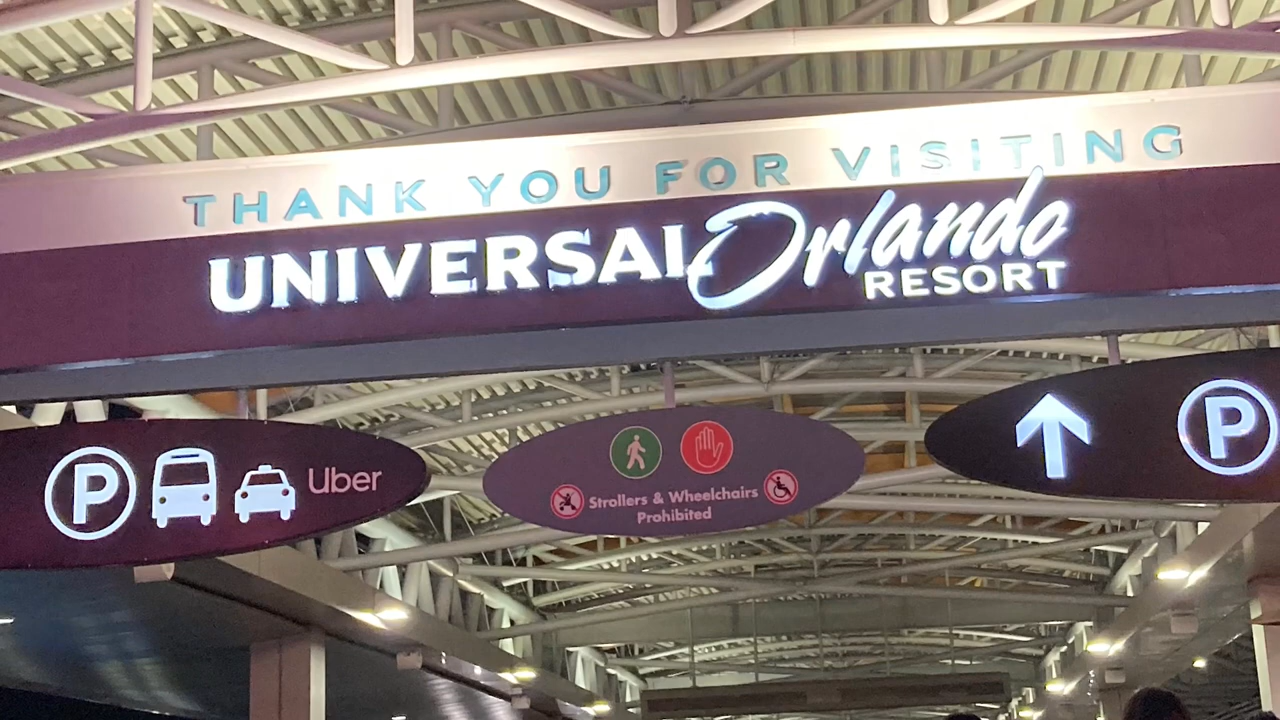 THANK YOU FOR VISITING
UNIVERSAL Orlando
RESORT
P
Uber
Strollers & Wheelchairs
Prohibited
P